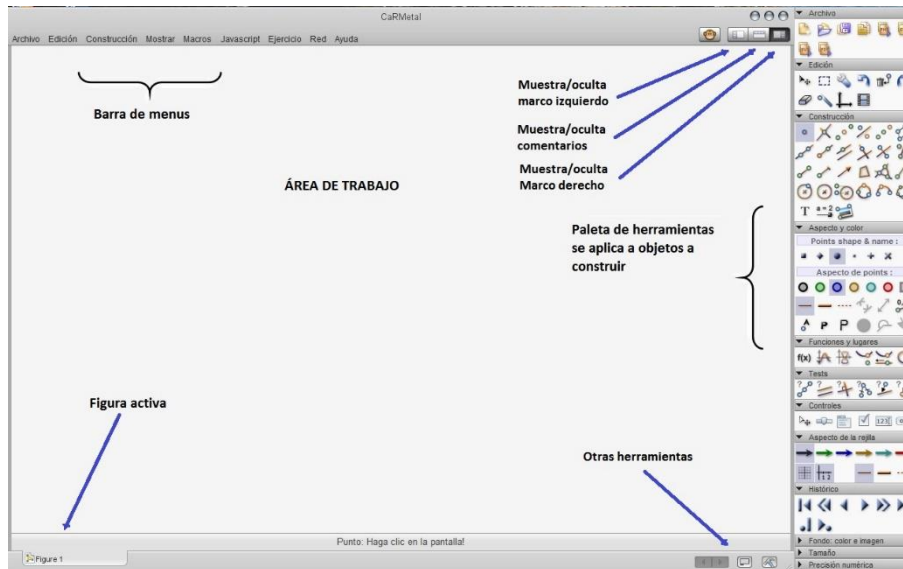 CaRMetal
Archivo Edición Construcción Mostrar Macros Javascript Ejercicio Red Ayuda
Barra de menus
Muestra/oculta
marco izquierdo
Muestra/oculta
comentarios
Muestra/oculta
Marco derecho
ÁREA DE TRABAJO
Paleta de herramientas
se aplica a objetos a
construir
Figura activa
Otras herramientas
Punto: Haga clic en la pantalla!
Figure 1
Archivo
Edición
Construcción
T a=2
Aspecto y color
Points shape & name :
Aspecto de points :
A P P
Funciones y lugares
f(x)
Tests
Controles
Aspecto de la rejilla
Histórico
Fondo: color e imagen
Tamaño
Precisión numérica